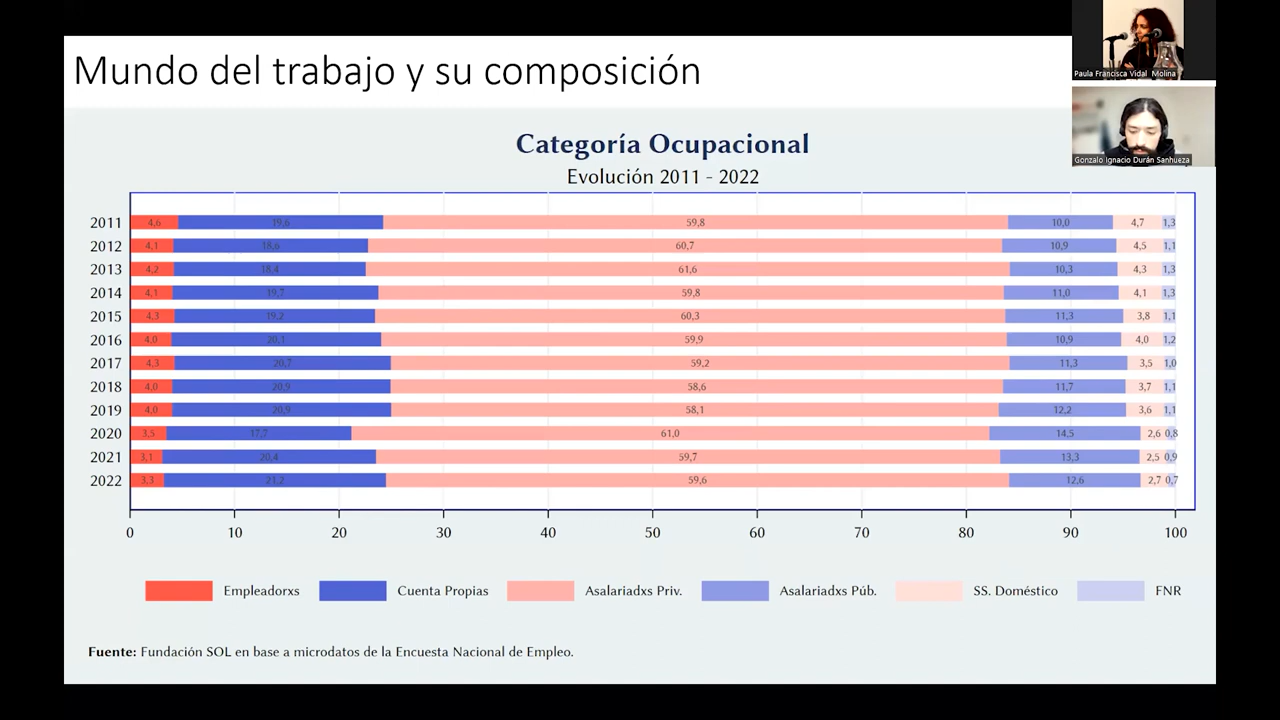 Mundo del trabajo y su composición
Paula Francisca Vidal Molina
Gonzalo Ignacio Durán Sanhueza
Categoría Ocupacional
Evolución 2011 - 2022
2011 4,6 19,6 59,8 10,0 4,7 1,3
2012 4,1 18,6 60,7 10,9 4,5 1,1
2013 4,2 18,4 61,6 10,3 4,3 1,3
2014 4,1 19,7 59,8 11,0 4,1 1,3
2015 4,3 19,2 60,3 11,3 3,8 1,1
2016 4,0 20,1 59,9 10,9 4,0 1,2
2017 4,3 20,7 59,2 11,3 3,5 1,0
2018 4,0 20,9 58,6 11,7 3,7 1,1
2019 4,0 20,9 58,1 12,2 3,6 1,1
2020 3,5 17,7 61,0 14,5 2,6 0,8
2021 3,1 20,4 59,7 13,3 2,5 0,9
2022 3,3 21,2 59,6 12,6 2,7 0,7
0 10 20 30 40 50 60 70 80 90 100
Empleadorxs Cuenta Propias Asalariadxs Priv. Asalariadxs Púb. SS. Doméstico FNR
Fuente: Fundación SOL en base a microdatos de la Encuesta Nacional de Empleo.